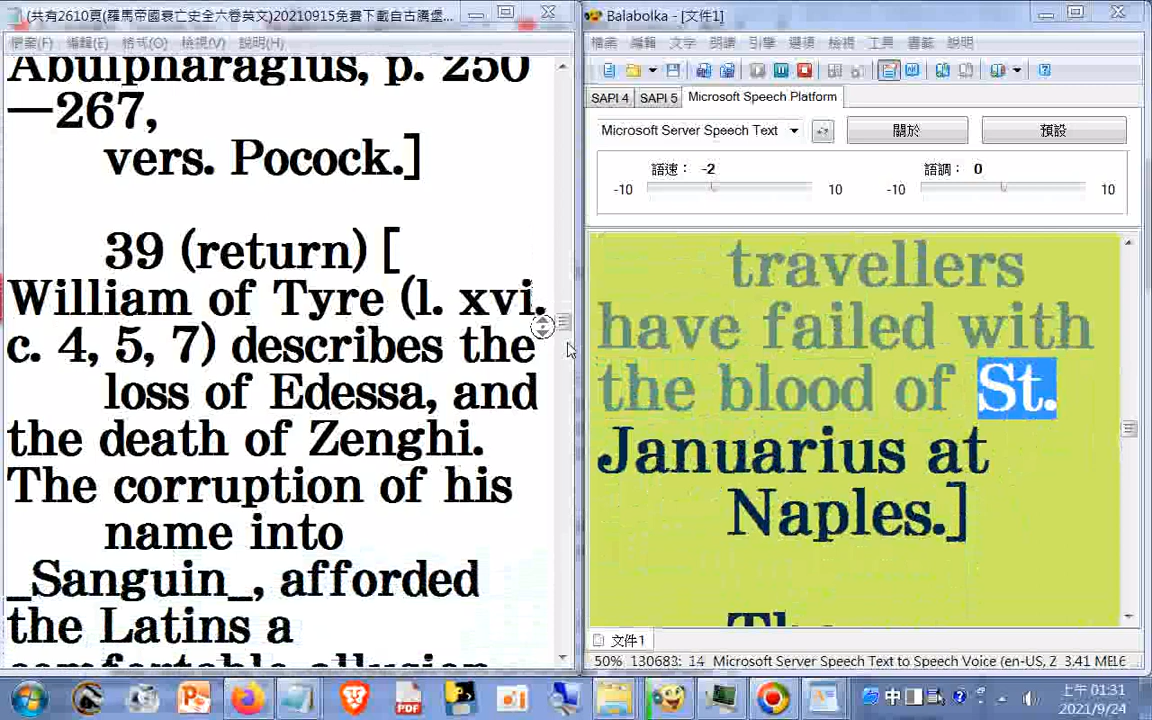 (共有2610頁(羅馬帝國衰亡史全六卷英文)20210915免費下載自古騰堡...
檔案(F) 編輯(E) 格式(O) 檢視(V) 說明(H)
Abulpharagius, p. 250
—267,
vers. Pocock.]
39 (return) [
William of Tyre (l. xvi.
c. 4, 5, 7) describes the
loss of Edessa, and
the death of Zenghi.
The corruption of his
name into
_Sanguin_, afforded
the Latins a
comfortable allusion
Balabolka - [文件1]
檔案 編輯 文字 朗讀 引擎 選項 檢視 工具 書籤 說明
SAPI 4 SAPI 5 Microsoft Speech Platform
Microsoft Server Speech Text 關於 預設
語速: -2 語調: 0
-10 10 -10 10
travellers
have failed with
the blood of St.
Januarius at
Naples.]
The
文件1
50% 130683: 14 Microsoft Server Speech Text to Speech Voice (en-US, Z 3.41 МБ
PDF
中
上午 01:31
2021/9/24